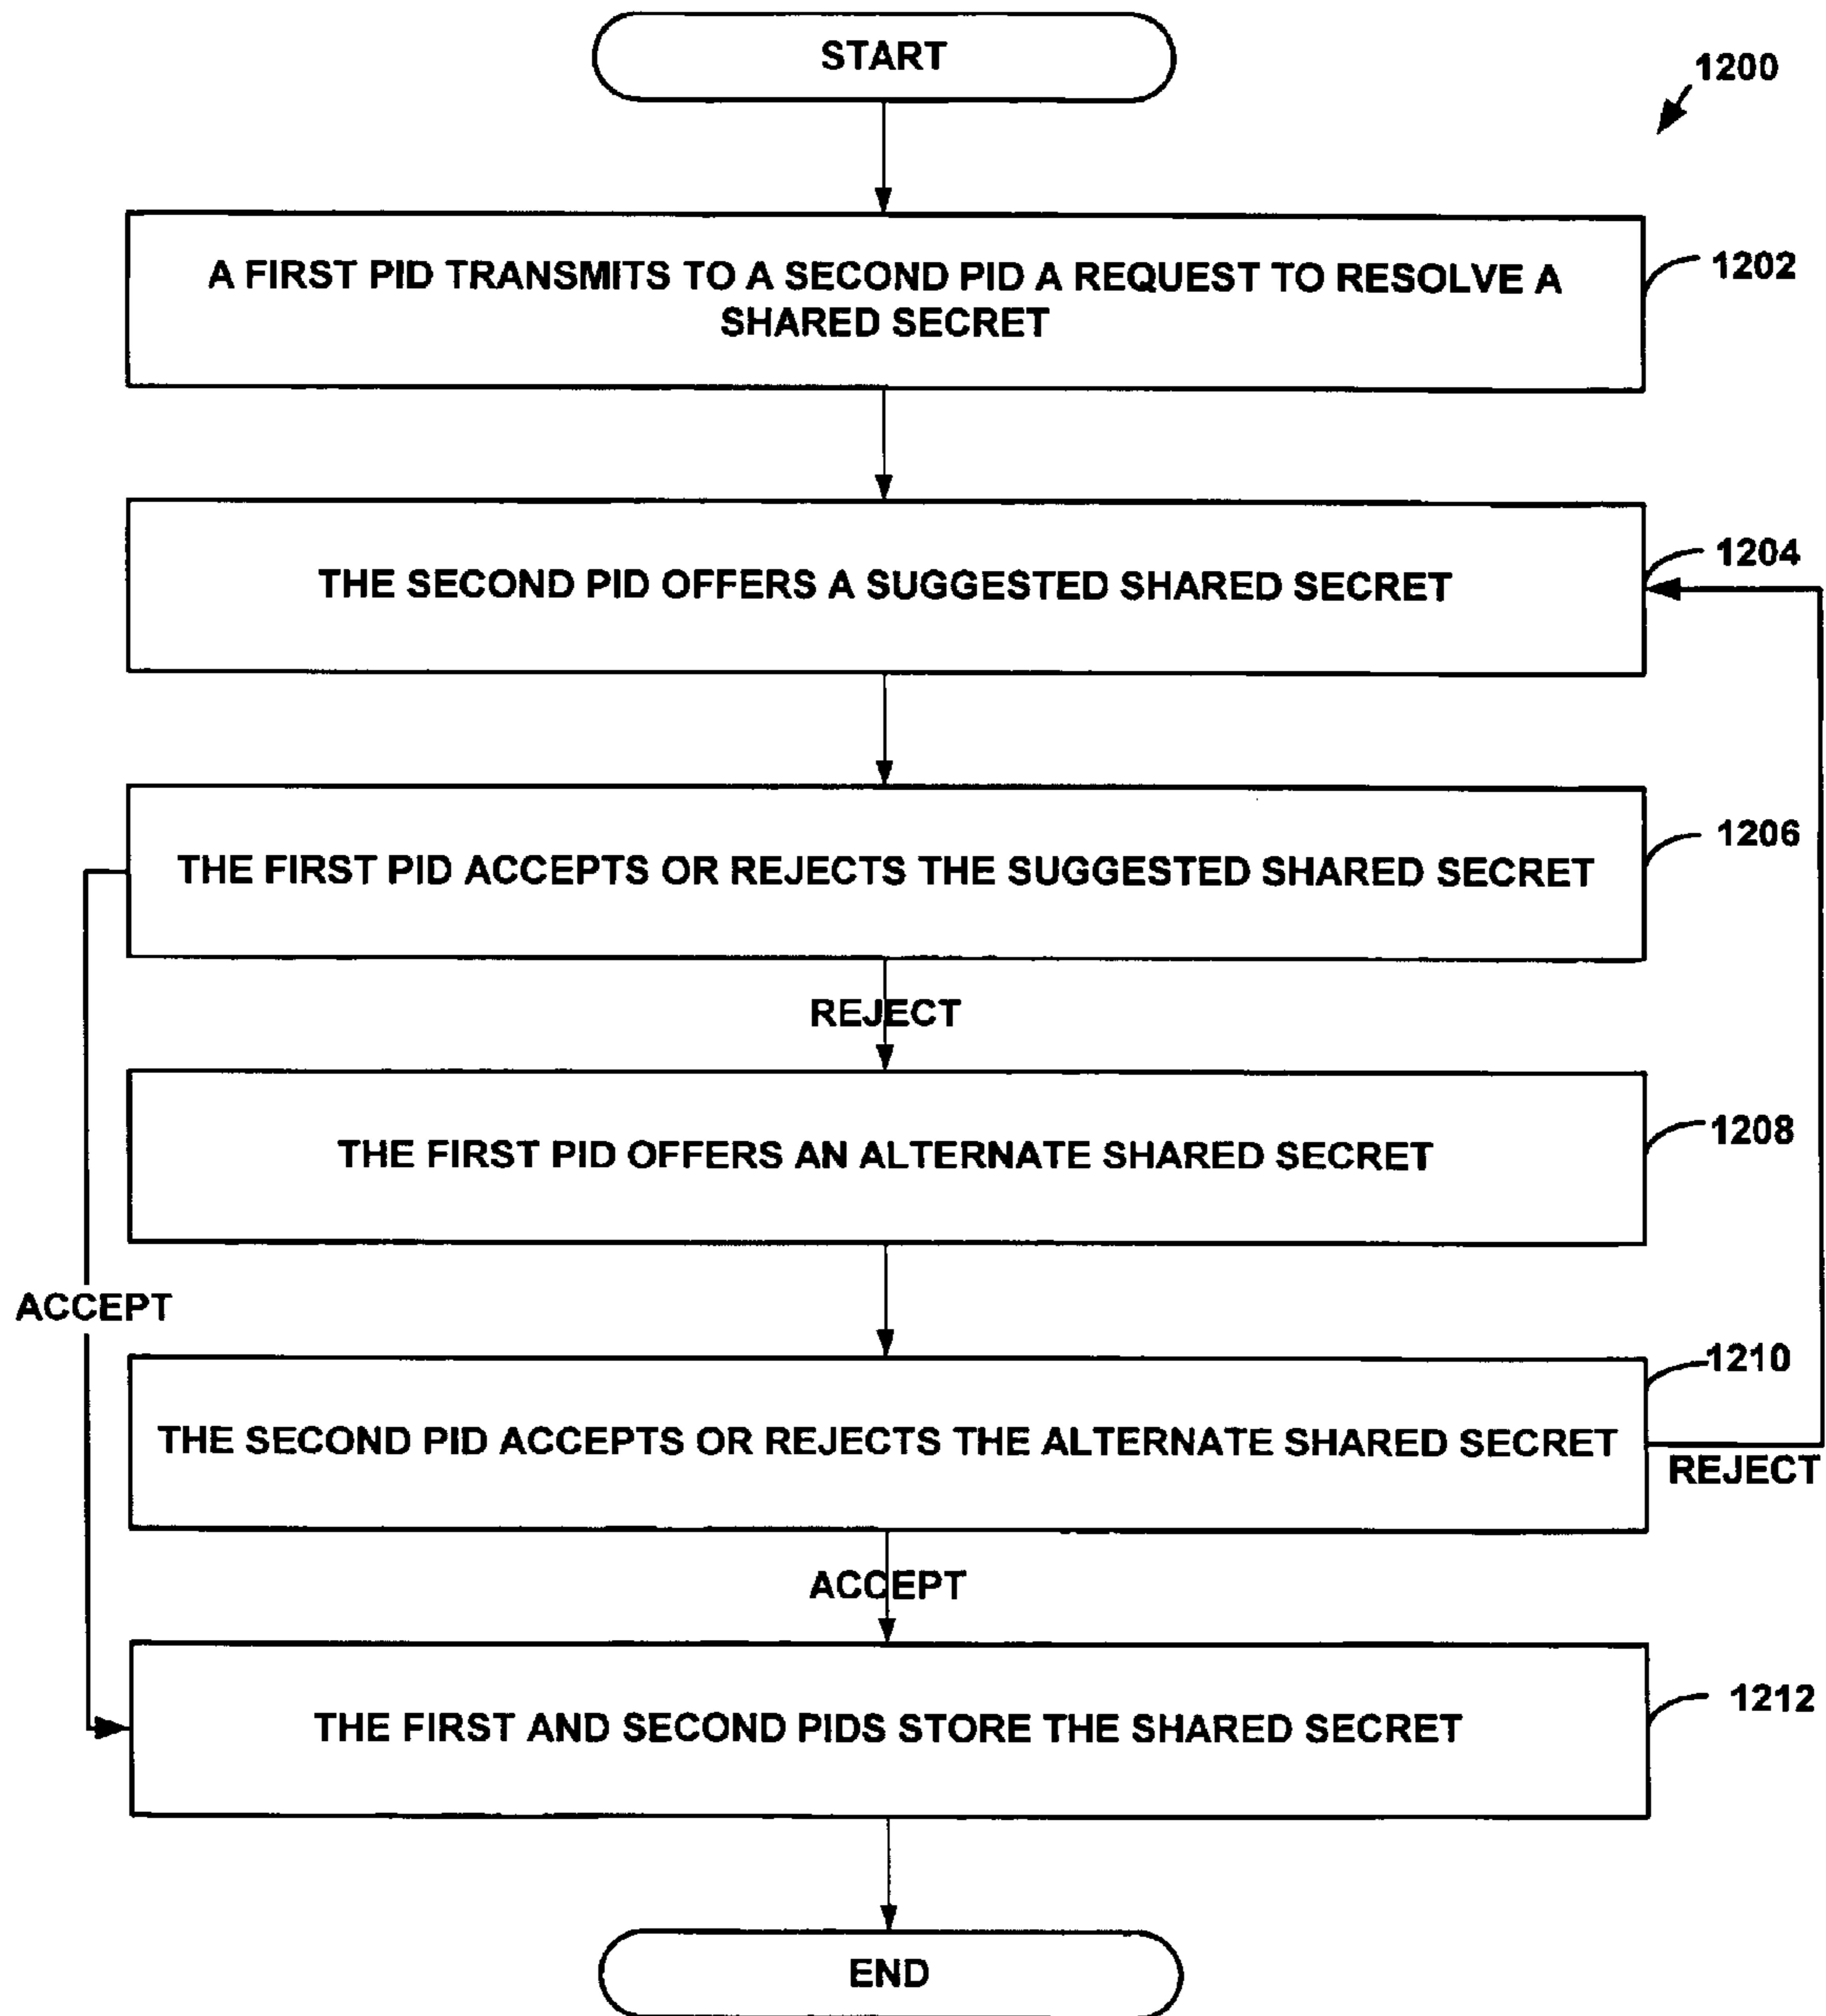 START
1200
A FIRST PID TRANSMITS TO A SECOND PID A REQUEST TO RESOLVE A
SHARED SECRET
1202
THE SECOND PID OFFERS A SUGGESTED SHARED SECRET
1204
THE FIRST PID ACCEPTS OR REJECTS THE SUGGESTED SHARED SECRET
1206
REJECT
THE FIRST PID OFFERS AN ALTERNATE SHARED SECRET
1208
ACCEPT
THE SECOND PID ACCEPTS OR REJECTS THE ALTERNATE SHARED SECRET
1210
REJECT
ACCEPT
THE FIRST AND SECOND PIDS STORE THE SHARED SECRET
1212
END